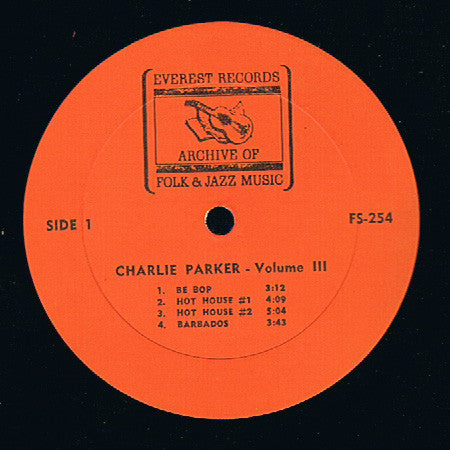 EVEREST RECORDS
ARCHIVE OF
FOLK & JAZZ MUSIC
SIDE 1
FS-254
CHARLIE PARKER - Volume III
1. BE BOP 3:12
2. HOT HOUSE #1 4:09
3. HOT HOUSE #2 5:04
4. BARBADOS 3:43